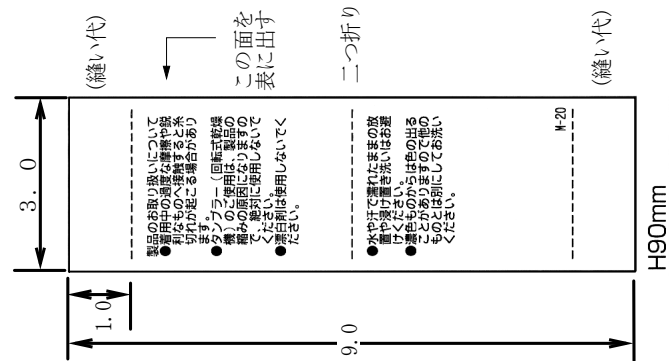 3.0
1.0
9.0
(縫い代)
この面を
表に出す
二つ折り
(縫い代)
製品のお取り扱いについて
●着用中の過度な摩擦や鋭
利なものへ接触すると糸
切れが起こる場合があり
ます。
●タンブラー(回転式乾燥
機)のご使用は、製品の
縮みの原因になりますの
で、絶対に使用しないで
ください。
●漂白剤は使用しないでく
ださい。
●水や汗で濡れたままの放
置や浸け置き洗いはお避
けください。
●濃色ものからは色の出る
ことがありますので他の
ものとは別にしてお洗い
ください。
M-20
H90mm